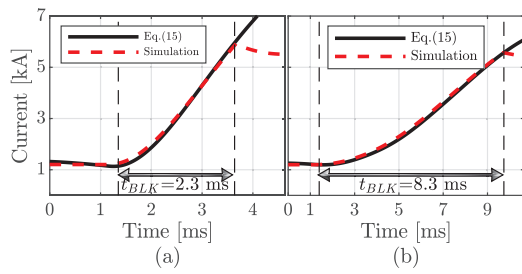 Current [kA]
7
5
3
1
Eq.(15)
Simulation
t_BLK=2.3 ms
0 1 2 3 4
Time [ms]
(a)
Eq.(15)
Simulation
t_BLK=8.3 ms
0 1 3 5 7 9
Time [ms]
(b)